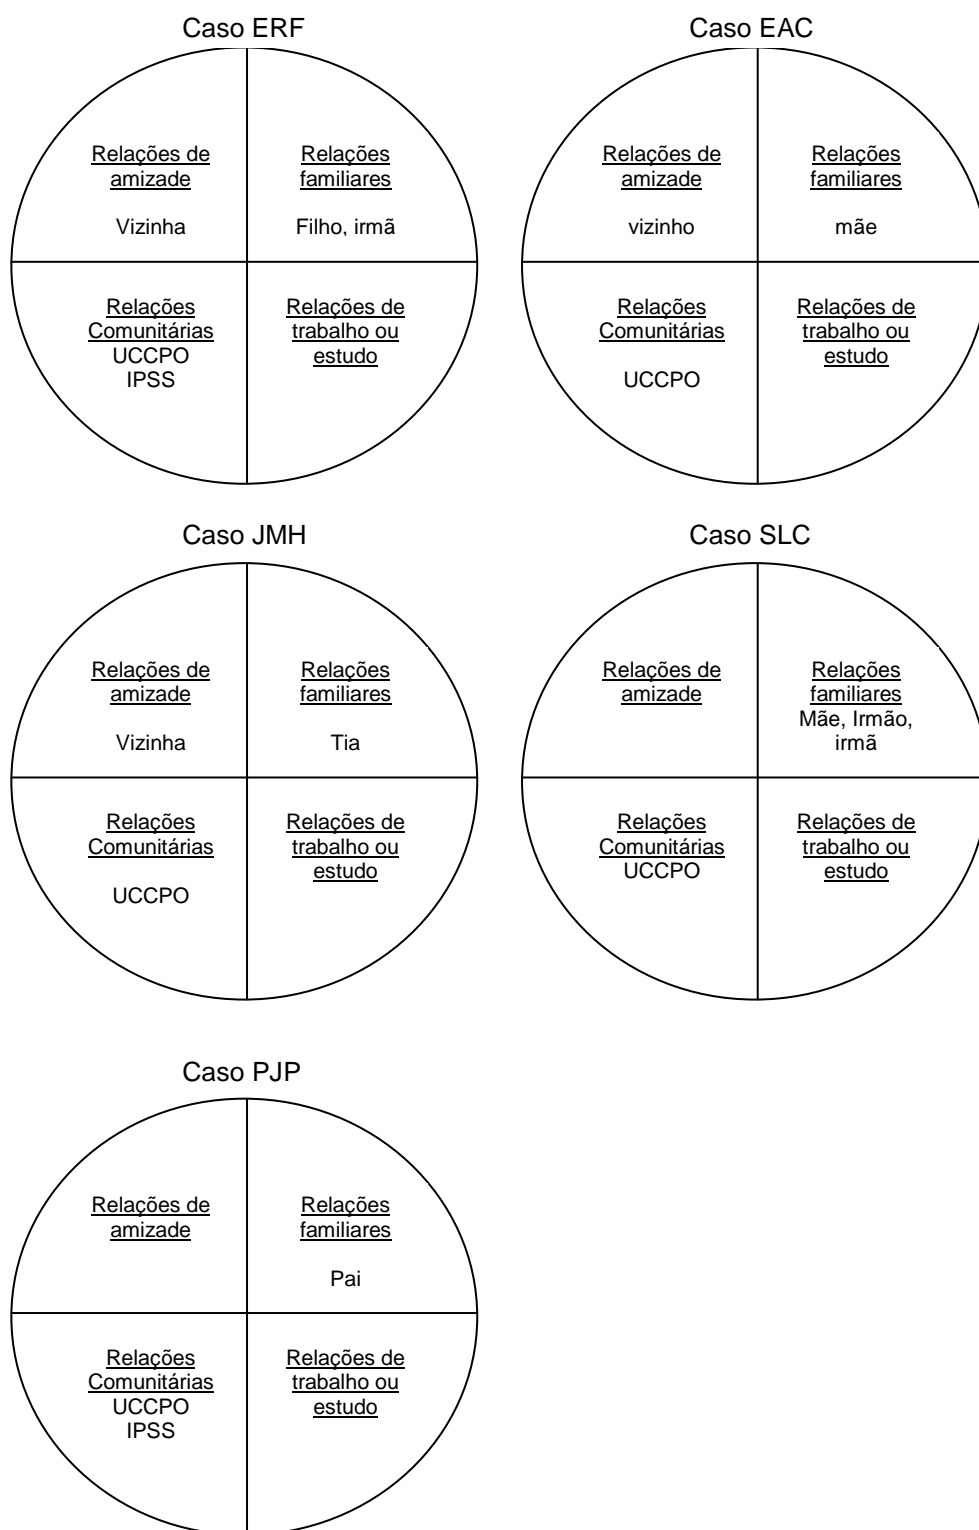 Caso ERF
Relações de
amizade
Vizinha
Relações
familiares
Filho, irmã
Relações
Comunitárias
UCCPO
IPSS
Relações de
trabalho ou
estudo
Caso EAC
Relações de
amizade
vizinho
Relações
familiares
mãe
Relações
Comunitárias
UCCPO
Relações de
trabalho ou
estudo
Caso JMH
Relações de
amizade
Vizinha
Relações
familiares
Tia
Relações
Comunitárias
UCCPO
Relações de
trabalho ou
estudo
Caso SLC
Relações de
amizade
Relações
familiares
Mãe, Irmão,
irmã
Relações
Comunitárias
UCCPO
Relações de
trabalho ou
estudo
Caso PJP
Relações de
amizade
Relações
familiares
Pai
Relações
Comunitárias
UCCPO
IPSS
Relações de
trabalho ou
estudo